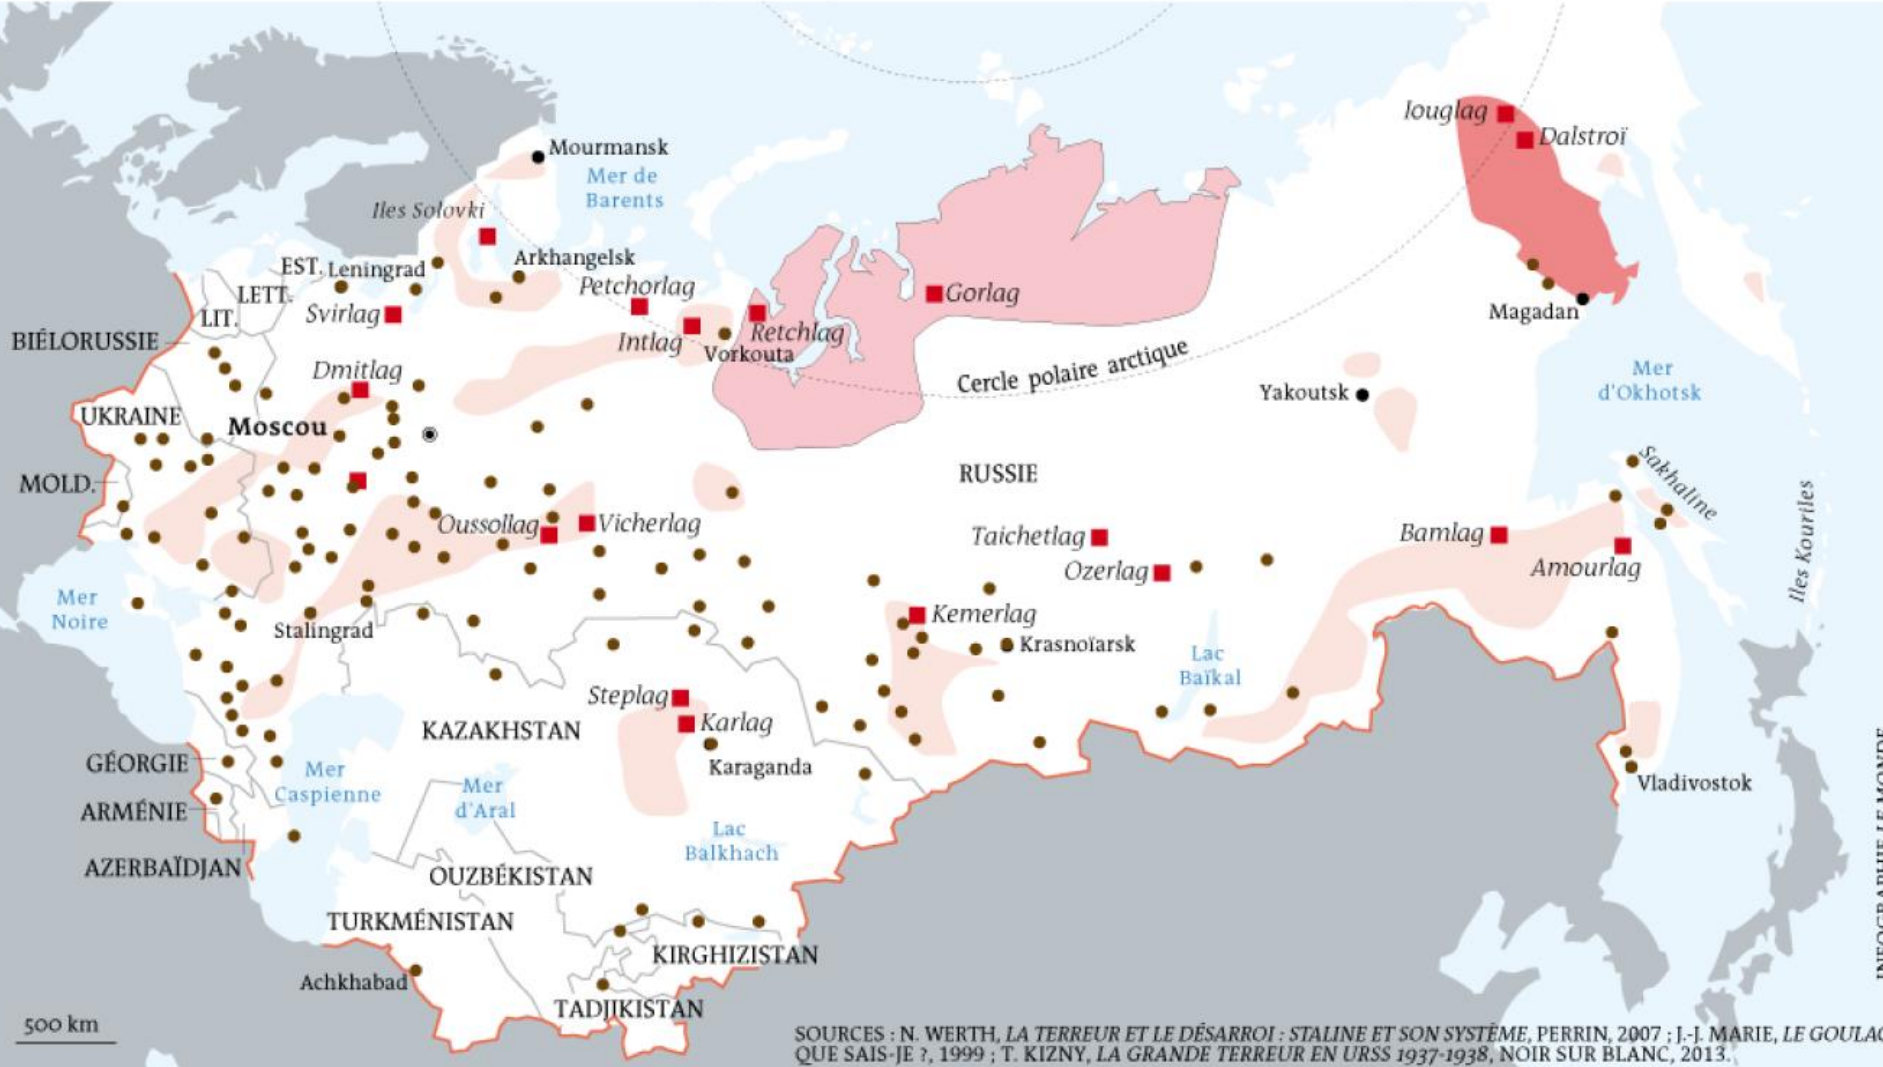 Iouglag
Dalstroï
Mourmansk
Mer de
Barents
Iles Solovki
EST.
Leningrad
Arkhangelsk
Petchorlag
Gorlag
LETT.
LIT.
Svirlag
Magadan
BIÉLORUSSIE
Intlag
Retchlag
Vorkouta
Cercle polaire arctique
Dmitlag
Mer
d'Okhotsk
Yakoutsk
UKRAINE
Moscou
RUSSIE
MOLD.
Sakhaline
Iles Kouriles
Oussollag
Vicherlag
Taichetlag
Bamlag
Ozerlag
Amourlag
Mer
Noire
Kemerlag
Stalingrad
Krasnoïarsk
Lac
Baïkal
Steplag
Karlag
KAZAKHSTAN
Karaganda
GÉORGIE
Mer
Caspienne
Mer
d'Aral
Vladivostok
ARMÉNIE
Lac
Balkhach
AZERBAÏDJAN
OUZBÉKISTAN
TURKMÉNISTAN
KIRGHIZISTAN
Achkhabad
TADJIKISTAN
500 km
SOURCES : N. WERTH, LA TERREUR ET LE DÉSARROI : STALINE ET SON SYSTÈME, PERRIN, 2007 ; J.-J. MARIE, LE GOULAG
QUE SAIS-JE ?, 1999 ; T. KIZNY, LA GRANDE TERREUR EN URSS 1937-1938, NOIR SUR BLANC, 2013.
INFOGRAPHIE LE MONDE